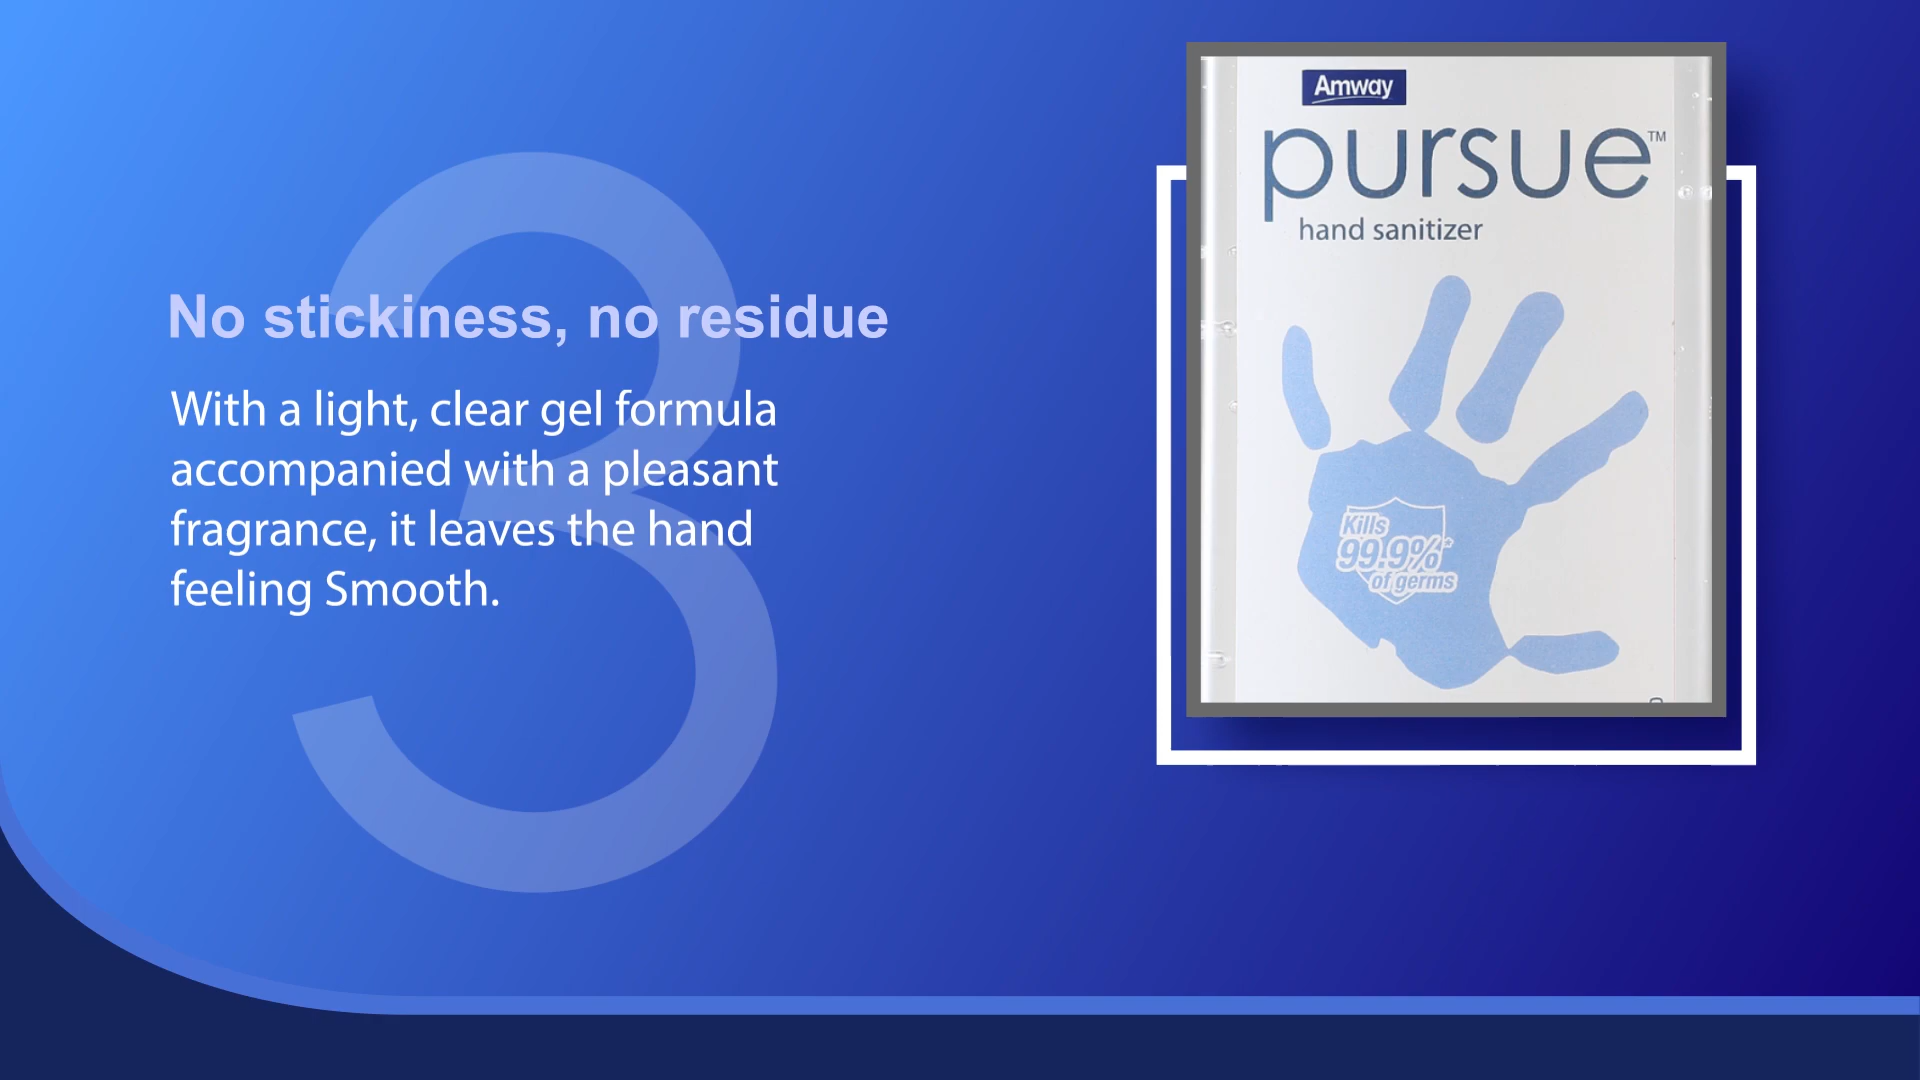 3
No stickiness, no residue
With a light, clear gel formula
accompanied with a pleasant
fragrance, it leaves the hand
feeling Smooth.
Amway
pursue™
hand sanitizer
Kills
99.9%*
of germs